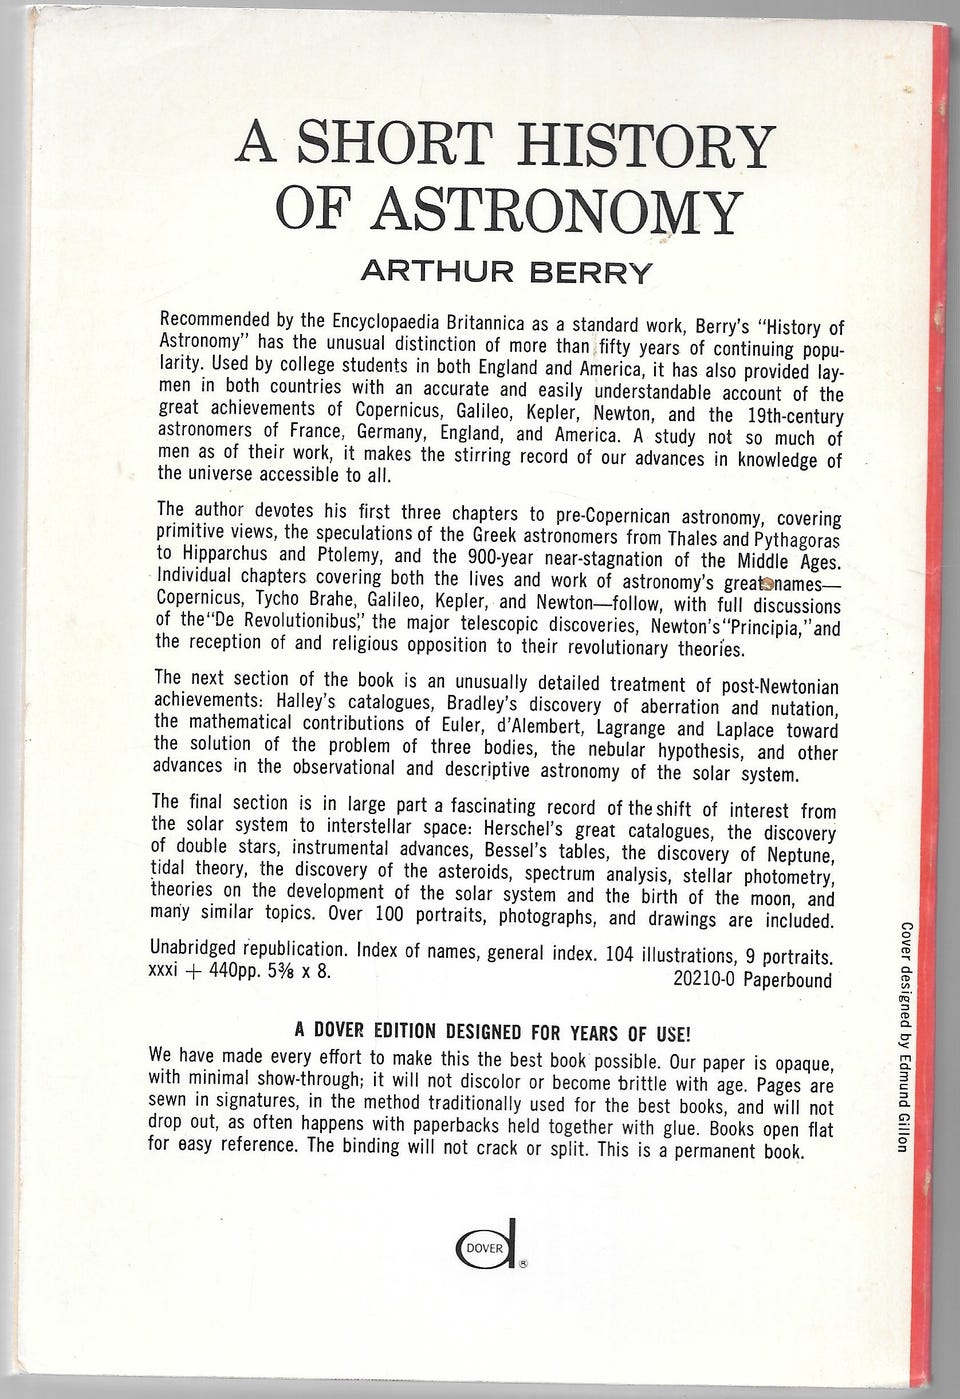 A SHORT HISTORY
OF ASTRONOMY
ARTHUR BERRY
Recommended by the Encyclopaedia Britannica as a standard work, Berry's "History of
Astronomy" has the unusual distinction of more than fifty years of continuing popu-
larity. Used by college students in both England and America, it has also provided lay-
men in both countries with an accurate and easily understandable account of the
great achievements of Copernicus, Galileo, Kepler, Newton, and the 19th-century
astronomers of France, Germany, England, and America. A study not so much of
men as of their work, it makes the stirring record of our advances in knowledge of
the universe accessible to all.
The author devotes his first three chapters to pre-Copernican astronomy, covering
primitive views, the speculations of the Greek astronomers from Thales and Pythagoras
to Hipparchus and Ptolemy, and the 900-year near-stagnation of the Middle Ages.
Individual chapters covering both the lives and work of astronomy's great names—
Copernicus, Tycho Brahe, Galileo, Kepler, and Newton—follow, with full discussions
of the "De Revolutionibus," the major telescopic discoveries, Newton's "Principia," and
the reception of and religious opposition to their revolutionary theories.
The next section of the book is an unusually detailed treatment of post-Newtonian
achievements: Halley's catalogues, Bradley's discovery of aberration and nutation,
the mathematical contributions of Euler, d'Alembert, Lagrange and Laplace toward
the solution of the problem of three bodies, the nebular hypothesis, and other
advances in the observational and descriptive astronomy of the solar system.
The final section is in large part a fascinating record of the shift of interest from
the solar system to interstellar space: Herschel's great catalogues, the discovery
of double stars, instrumental advances, Bessel's tables, the discovery of Neptune,
tidal theory, the discovery of the asteroids, spectrum analysis, stellar photometry,
theories on the development of the solar system and the birth of the moon, and
many similar topics. Over 100 portraits, photographs, and drawings are included.
Unabridged republication. Index of names, general index. 104 illustrations, 9 portraits.
xxxi + 440pp. 5⅜ x 8. 20210-0 Paperbound
A DOVER EDITION DESIGNED FOR YEARS OF USE!
We have made every effort to make this the best book possible. Our paper is opaque,
with minimal show-through; it will not discolor or become brittle with age. Pages are
sewn in signatures, in the method traditionally used for the best books, and will not
drop out, as often happens with paperbacks held together with glue. Books open flat
for easy reference. The binding will not crack or split. This is a permanent book.
DOVER ®
Cover designed by Edmund Gillon